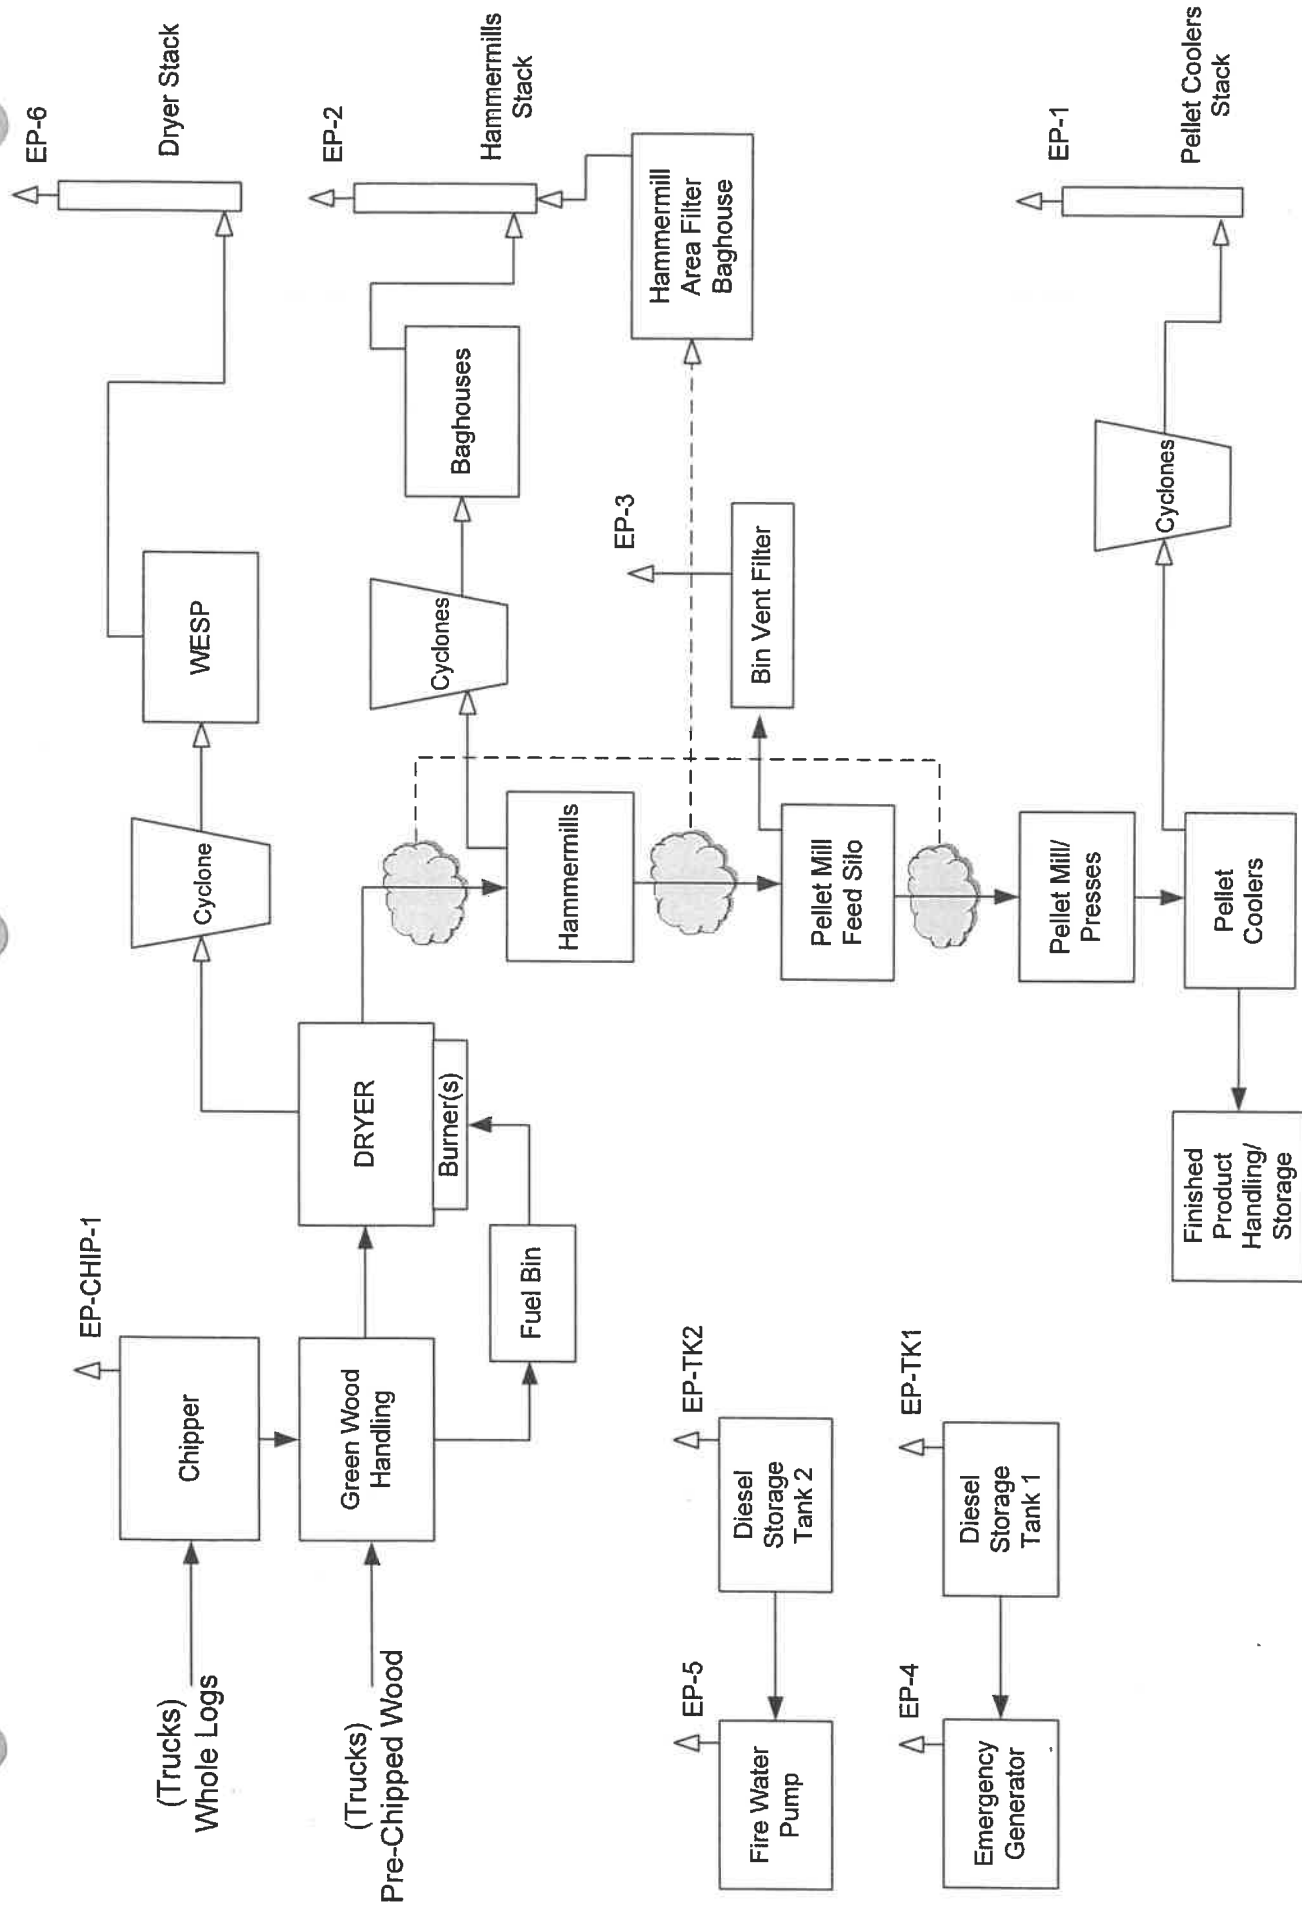 (Trucks)
Whole Logs
(Trucks)
Pre-Chipped Wood
EP-CHIP-1
Chipper
Green Wood
Handling
Fuel Bin
DRYER
Burner(s)
Cyclone
WESP
EP-6
Dryer Stack
Hammermills
Cyclones
Baghouses
EP-2
Hammermills
Stack
Hammermill
Area Filter
Baghouse
EP-3
Bin Vent Filter
Pellet Mill
Feed Silo
Pellet Mill/
Presses
Pellet
Coolers
Cyclones
EP-1
Pellet Coolers
Stack
Finished
Product
Handling/
Storage
EP-TK2
Diesel
Storage
Tank 2
EP-5
Fire Water
Pump
EP-TK1
Diesel
Storage
Tank 1
EP-4
Emergency
Generator